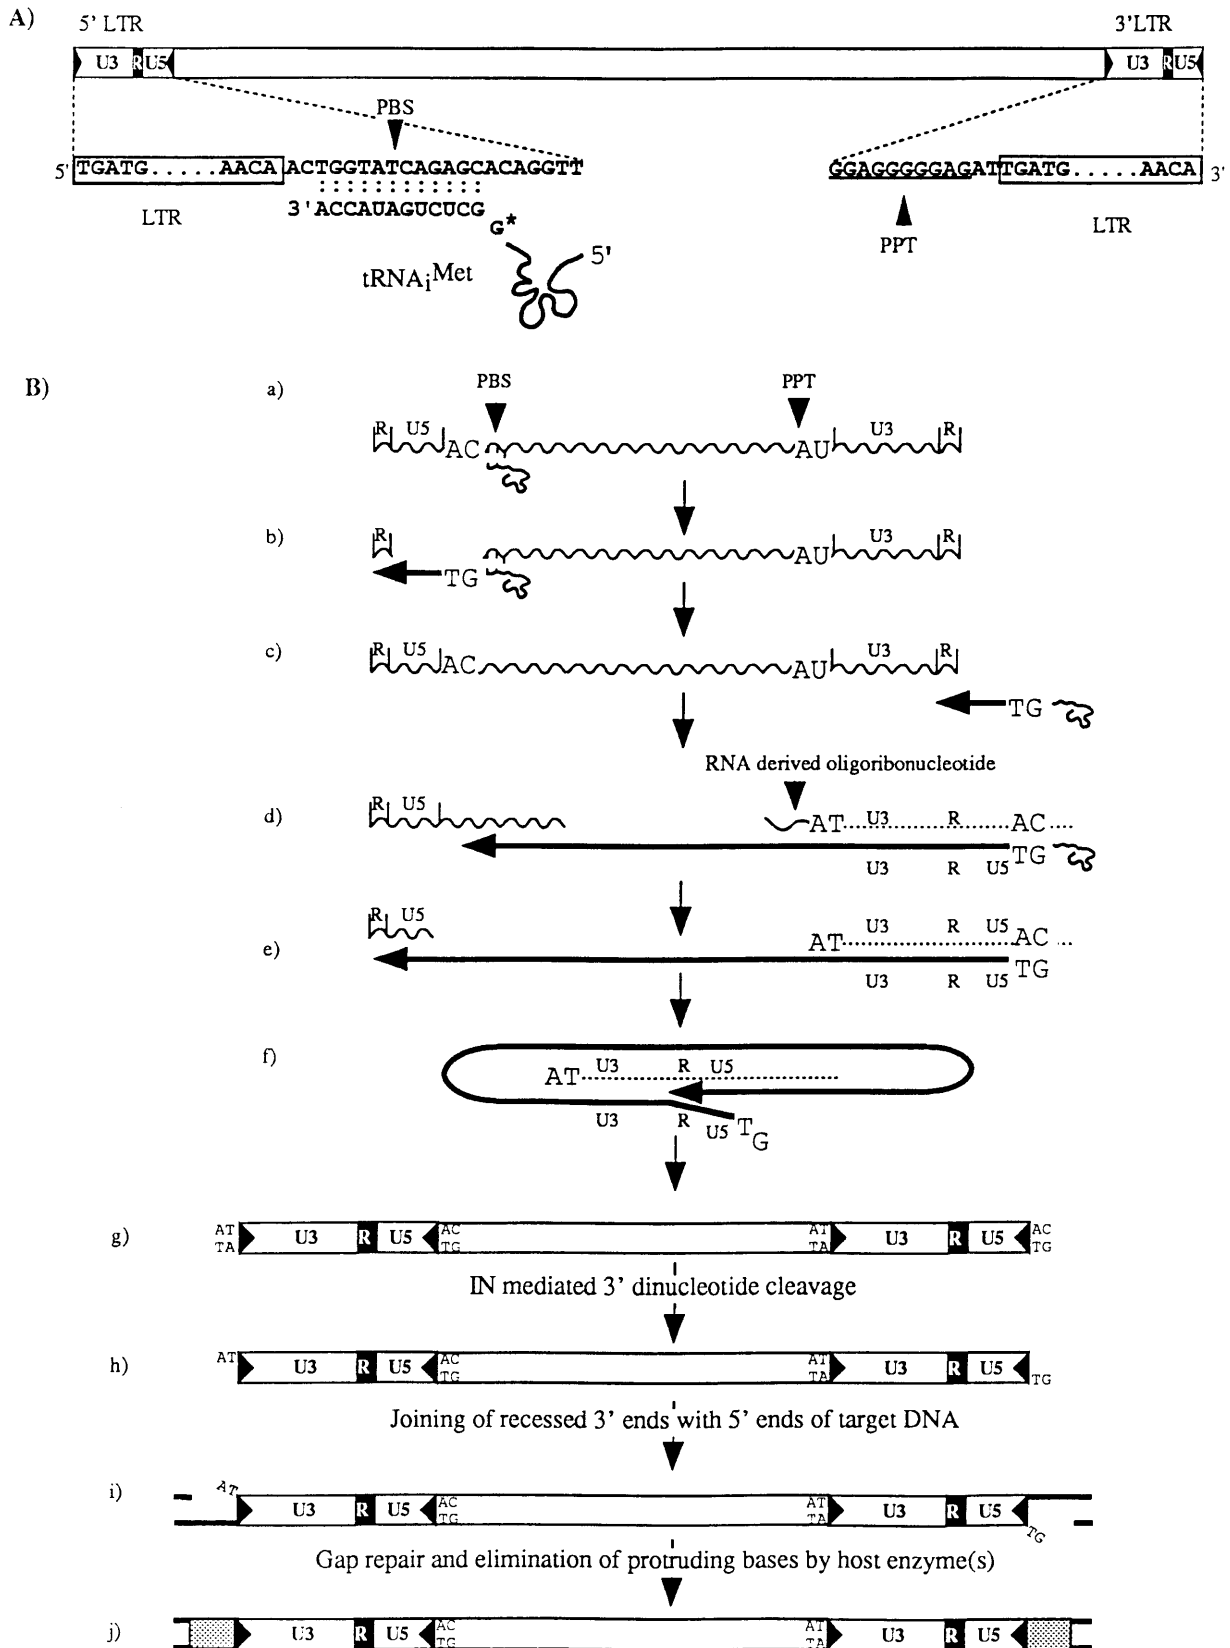 A)
5' LTR
3'LTR
U3 R U5
U3 R U5
PBS
5' TGATG.....AACA ACTGGTATCAGAGCACAGGTT
GGAGGGGGAGATTGATG.....AACA 3'
3'ACCAUAGUCUCG
LTR
G*
LTR
PPT
5'
tRNAiMet
B)
a)
PBS
PPT
R U5 AC AU U3 R
b)
R U3 R
TG AU
c)
R U5 AC AU U3 R
TG
RNA derived oligoribonucleotide
d)
R U5
AT U3 R AC
TG
U3 R U5
e)
R U5
U3 R U5
AT AC
TG
U3 R U5
f)
U3 R U5
AT
U3 R U5 TG
g)
AT
TA
U3 R U5
AC
TG
AT
TA
U3 R U5
AC
TG
IN mediated 3' dinucleotide cleavage
h)
AT
U3 R U5
AC
TG
AT
TA
U3 R U5
TG
Joining of recessed 3' ends with 5' ends of target DNA
i)
AT
U3 R U5
AC
TG
AT
TA
U3 R U5
TG
Gap repair and elimination of protruding bases by host enzyme(s)
j)
U3 R U5
AC
TG
AT
TA
U3 R U5